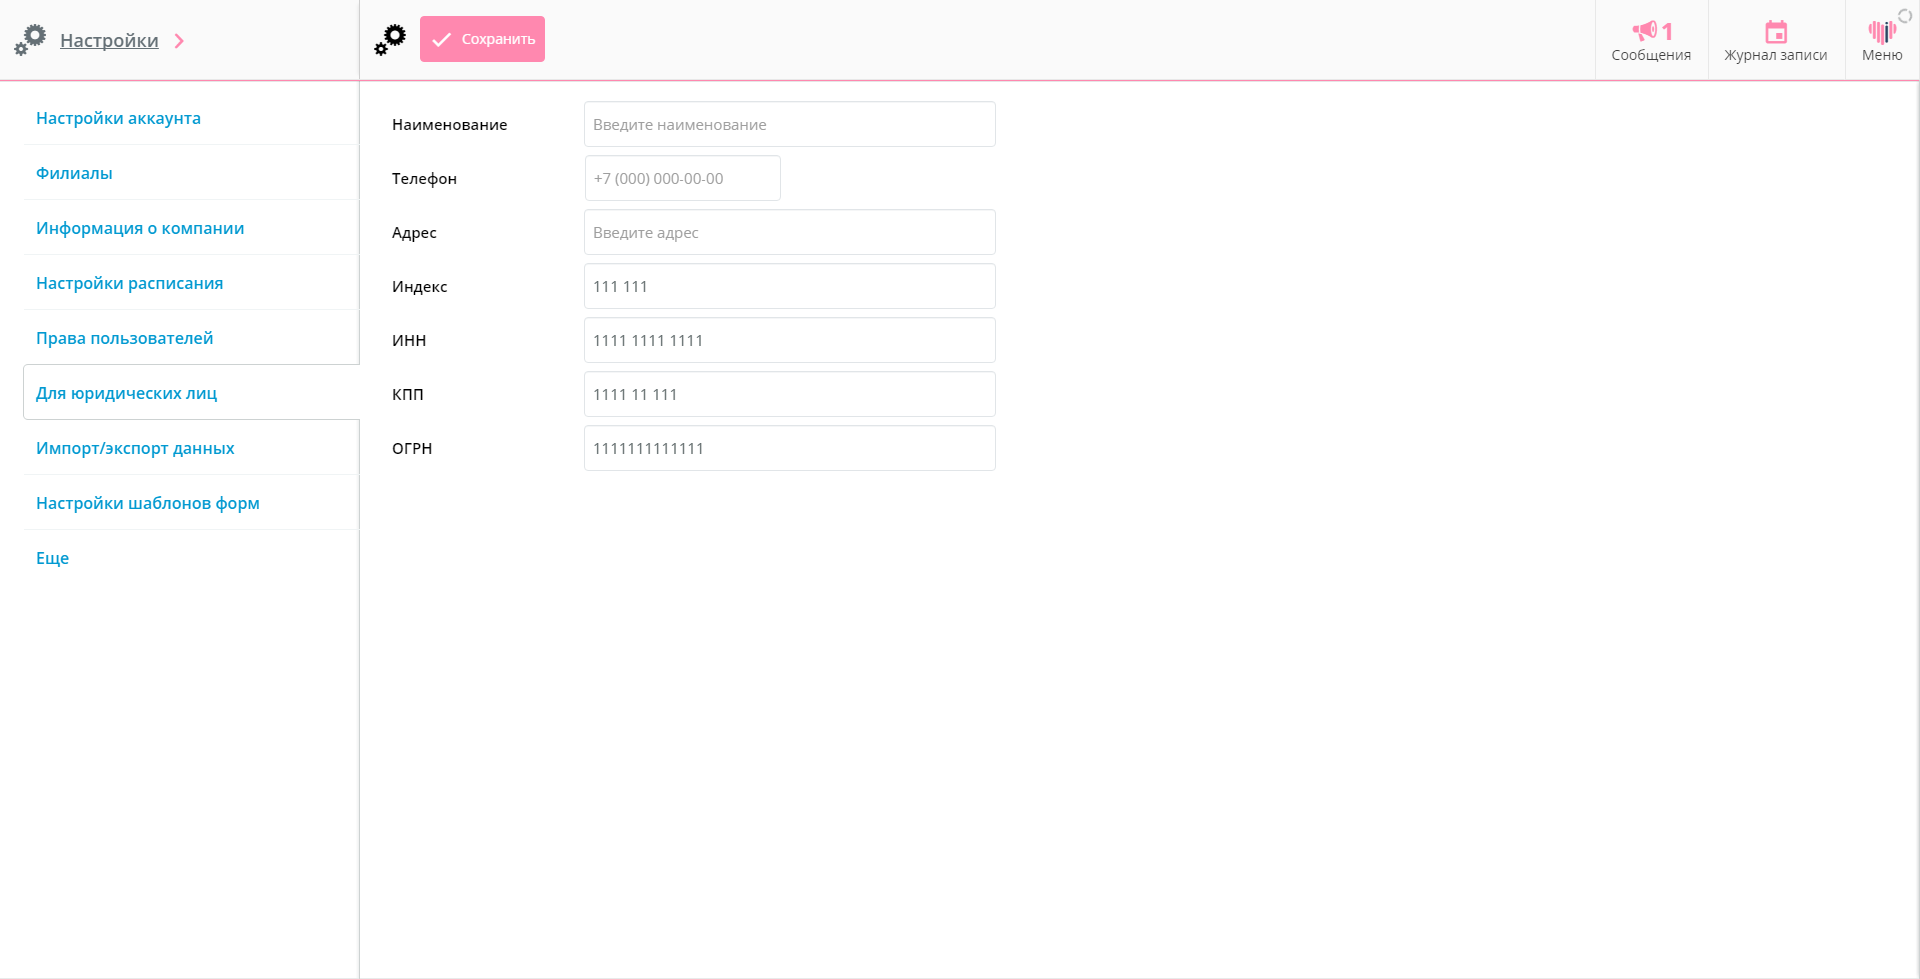 Настройки
Сохранить
1
Сообщения
Журнал записи
Меню
Настройки аккаунта
Филиалы
Информация о компании
Настройки расписания
Права пользователей
Для юридических лиц
Импорт/экспорт данных
Настройки шаблонов форм
Еще
Наименование
Введите наименование
Телефон
+7 (000) 000-00-00
Адрес
Введите адрес
Индекс
111 111
ИНН
1111 1111 1111
КПП
1111 11 111
ОГРН
1111111111111